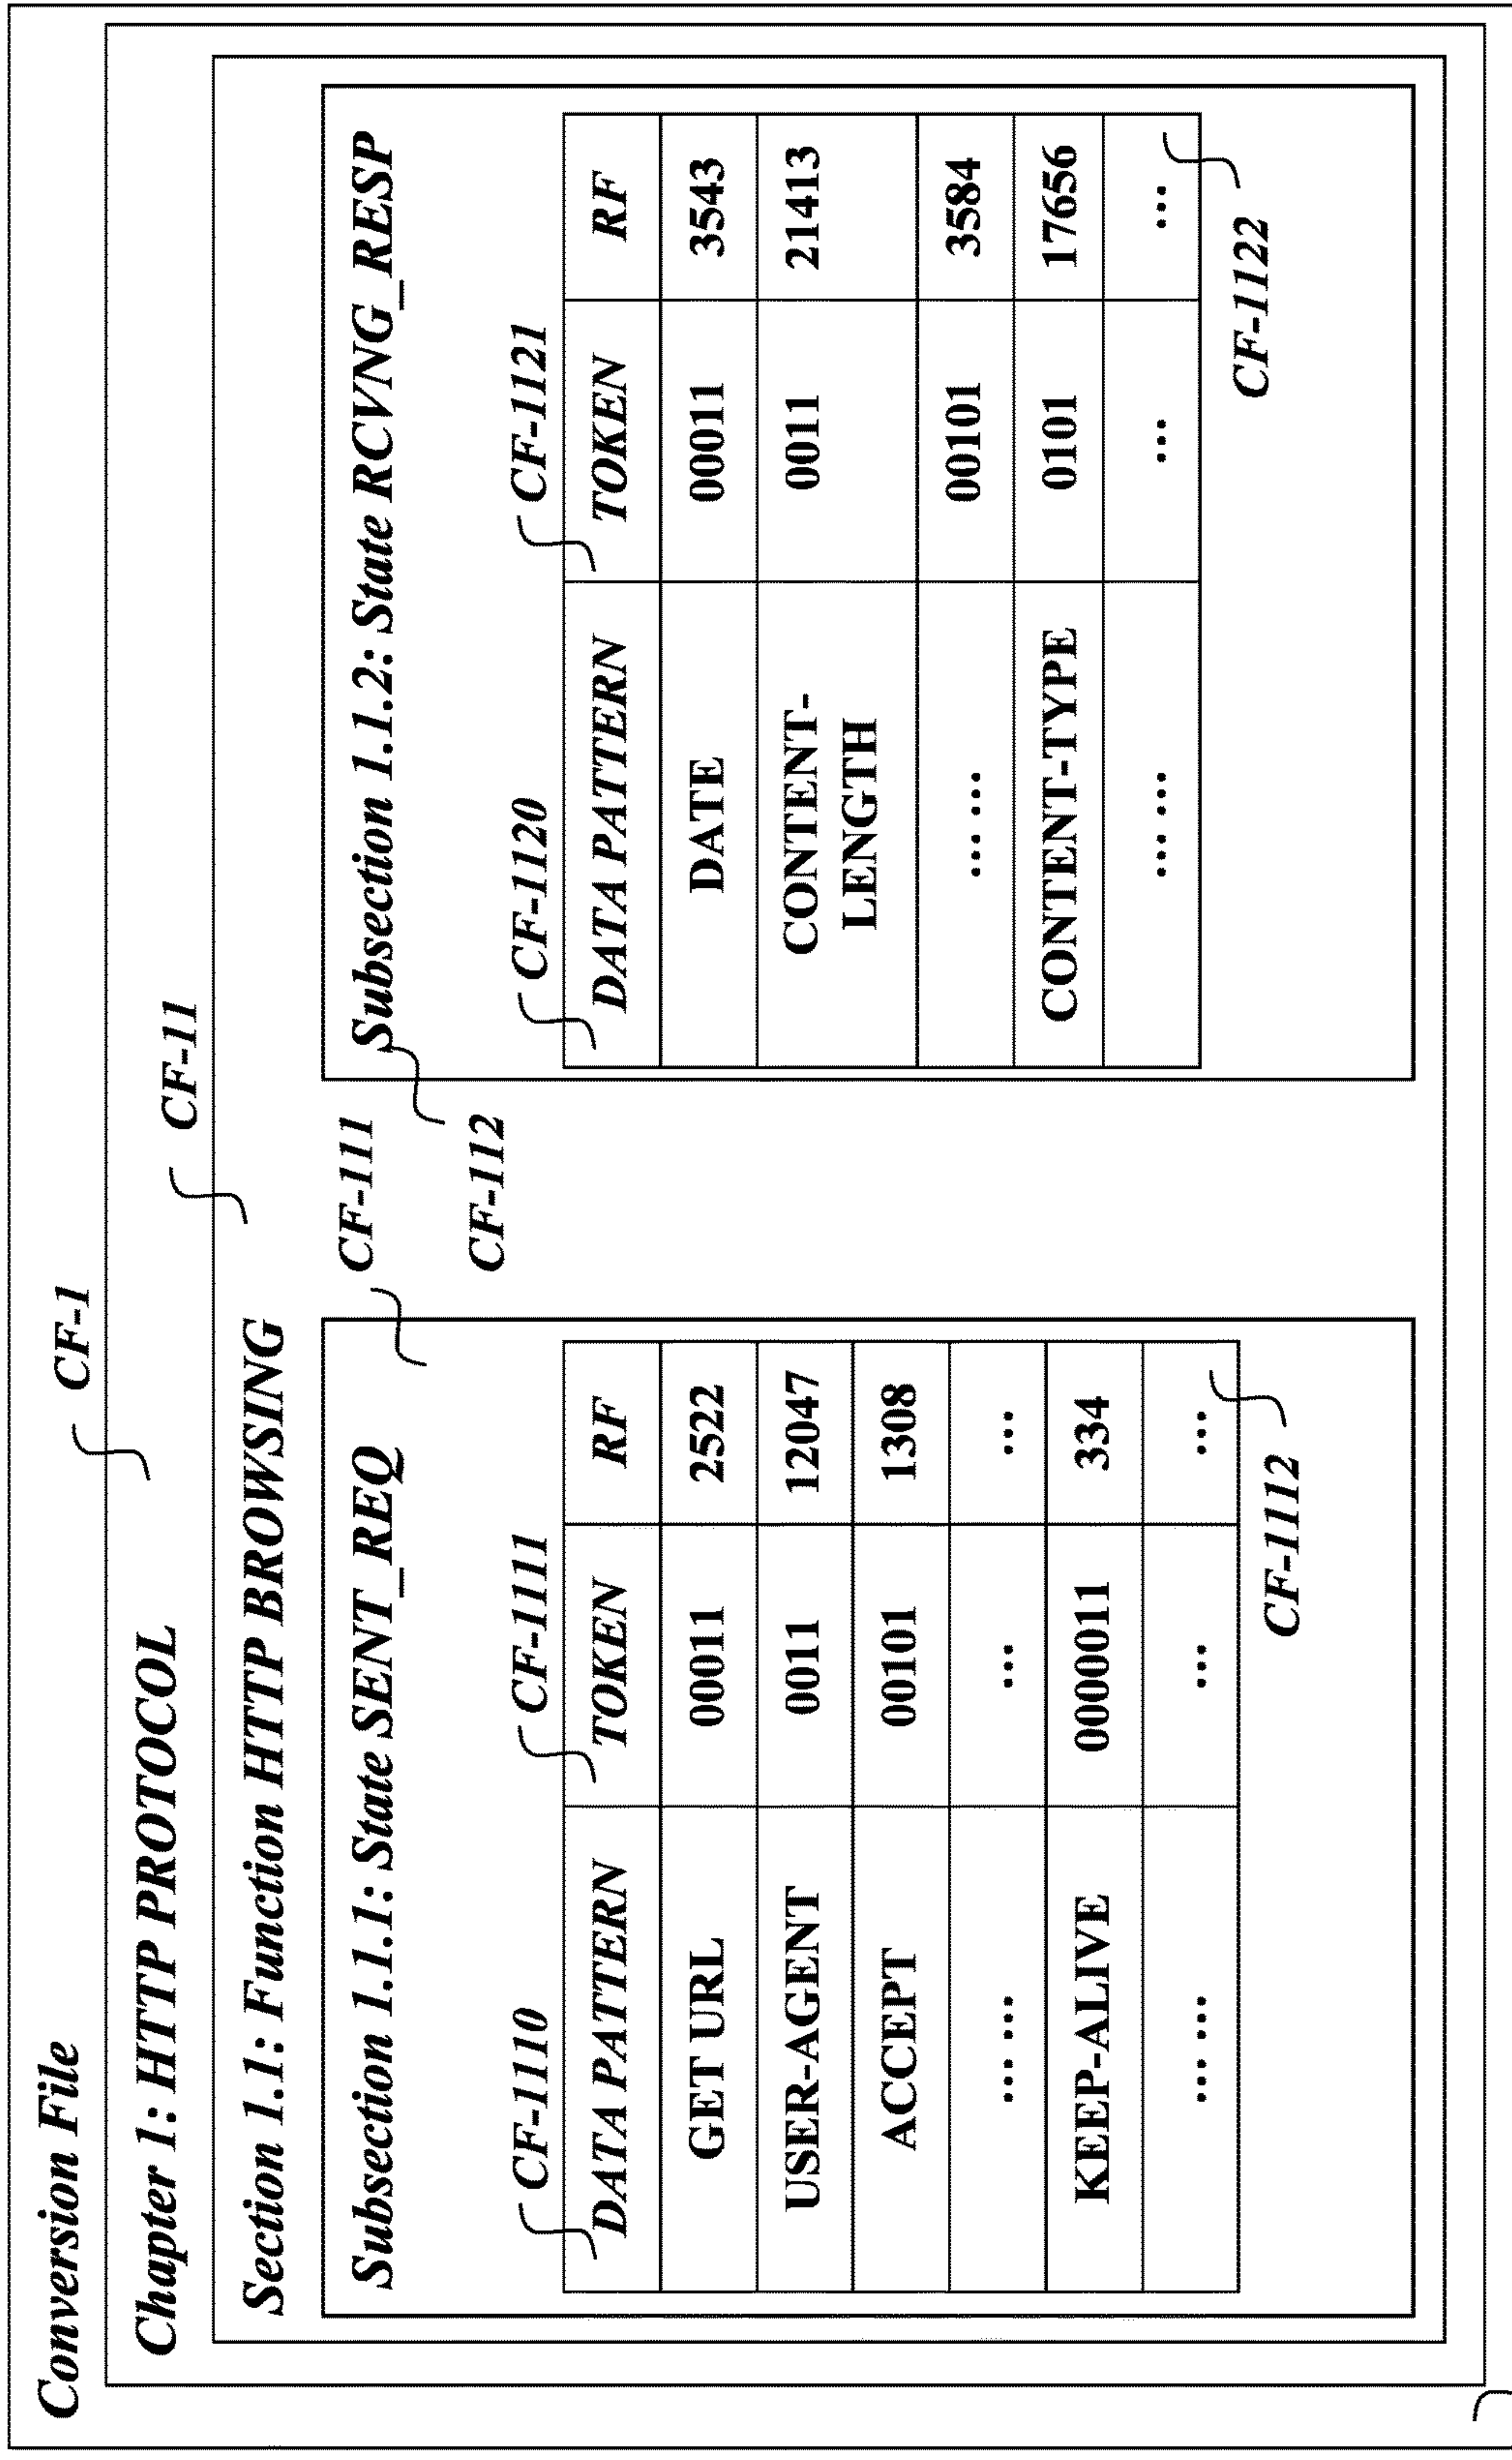 Conversion File
CF-1
Chapter 1: HTTP PROTOCOL
CF-11
Section 1.1: Function HTTP BROWSING
CF-111
Subsection 1.1.1: State SENT_REQ
CF-1110
CF-1111
DATA PATTERN TOKEN RF
GET URL 00011 2522
USER-AGENT 0011 12047
ACCEPT 00101 1308
... ... ... ...
KEEP-ALIVE 0000011 334
... ... ... ...
CF-1112
CF-112
Subsection 1.1.2: State RCVNG_RESP
CF-1120
CF-1121
DATA PATTERN TOKEN RF
DATE 00011 3543
CONTENT-
LENGTH 0011 21413
... ... 00101 3584
CONTENT-TYPE 0101 17656
... ... ... ...
CF-1122